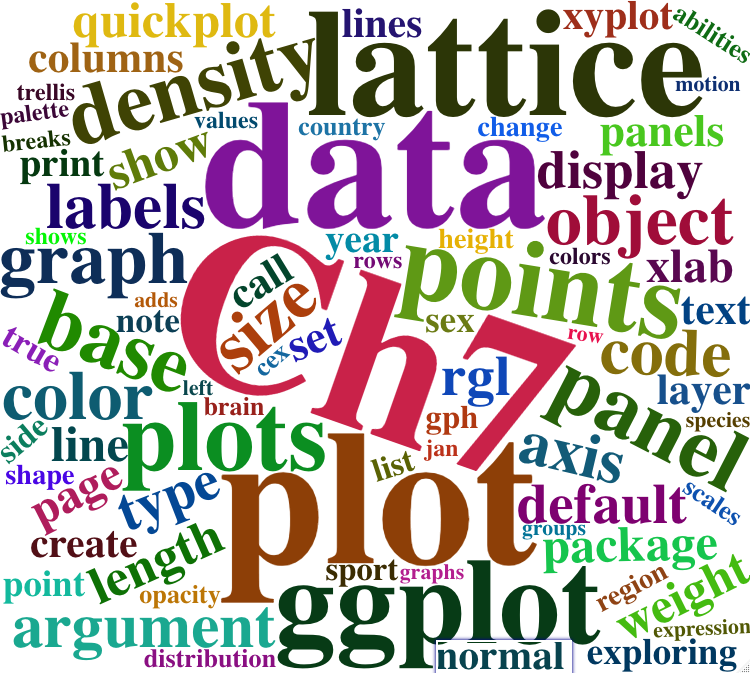 quickplot
lines
lattice
xyplot
abilities
columns
density
motion
trellis
palette
values
country
change
panels
breaks
print
show
data
display
labels
object
shows
graph
year
height
rows
points
colors
xlab
call
Ch7
adds
size
note
set
sex
text
row
base
true
cex
code
left
rgl
layer
color
brain
gph
panel
species
side
line
plots
jan
axis
shape
page
type
list
plot
scales
default
groups
create
length
package
point
opacity
sport
graphs
ggplot
region
weight
argument
expression
distribution
normal
exploring